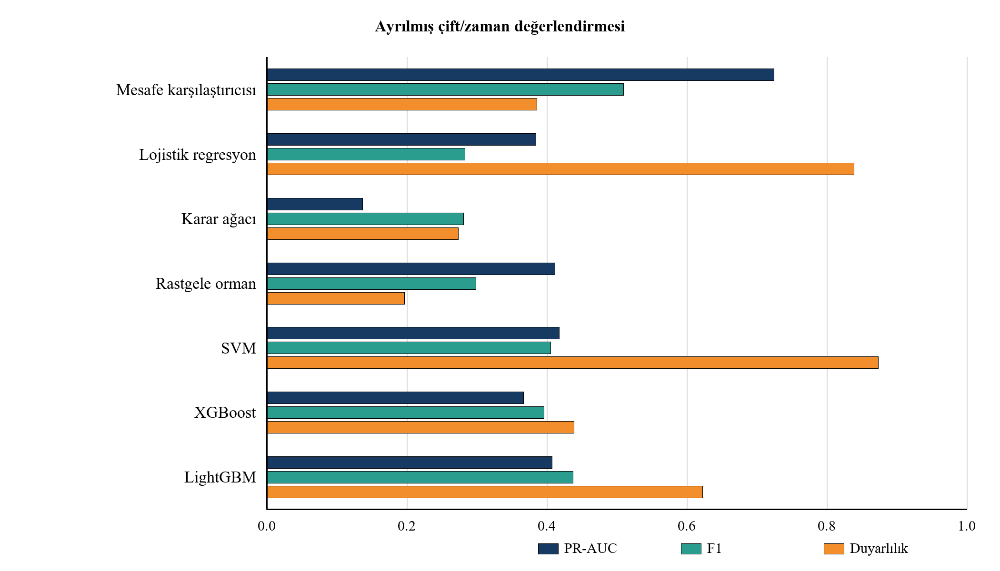 Ayrılmış çift/zaman değerlendirmesi
Mesafe karşılaştırıcısı
Lojistik regresyon
Karar ağacı
Rastgele orman
SVM
XGBoost
LightGBM
0.0 0.2 0.4 0.6 0.8 1.0
PR-AUC F1 Duyarlılık